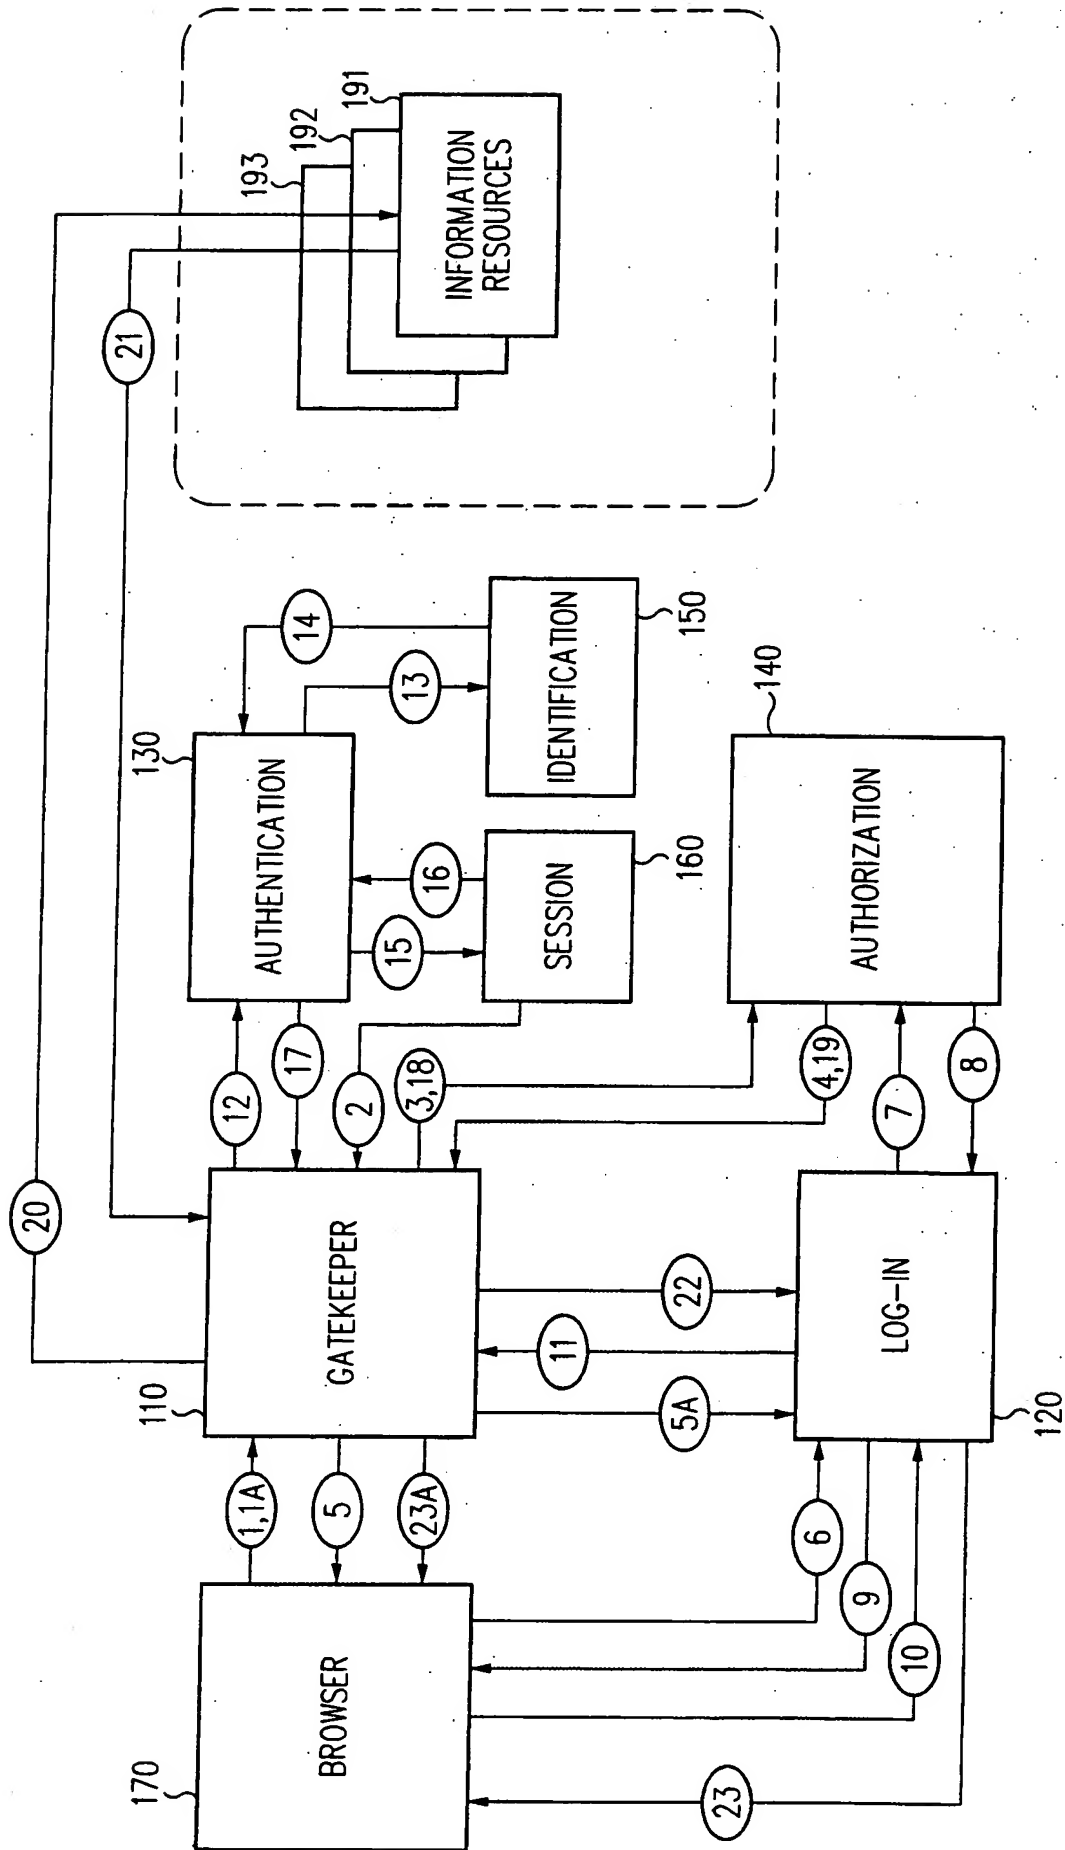 20
21
193
192
191
INFORMATION
RESOURCES
130
AUTHENTICATION
12
17
14
13
IDENTIFICATION
150
15
16
SESSION
160
2
3,18
4,19
140
AUTHORIZATION
7
8
110
GATEKEEPER
22
11
5A
LOG-IN
120
170
BROWSER
1,1A
5
23A
6
9
10
23